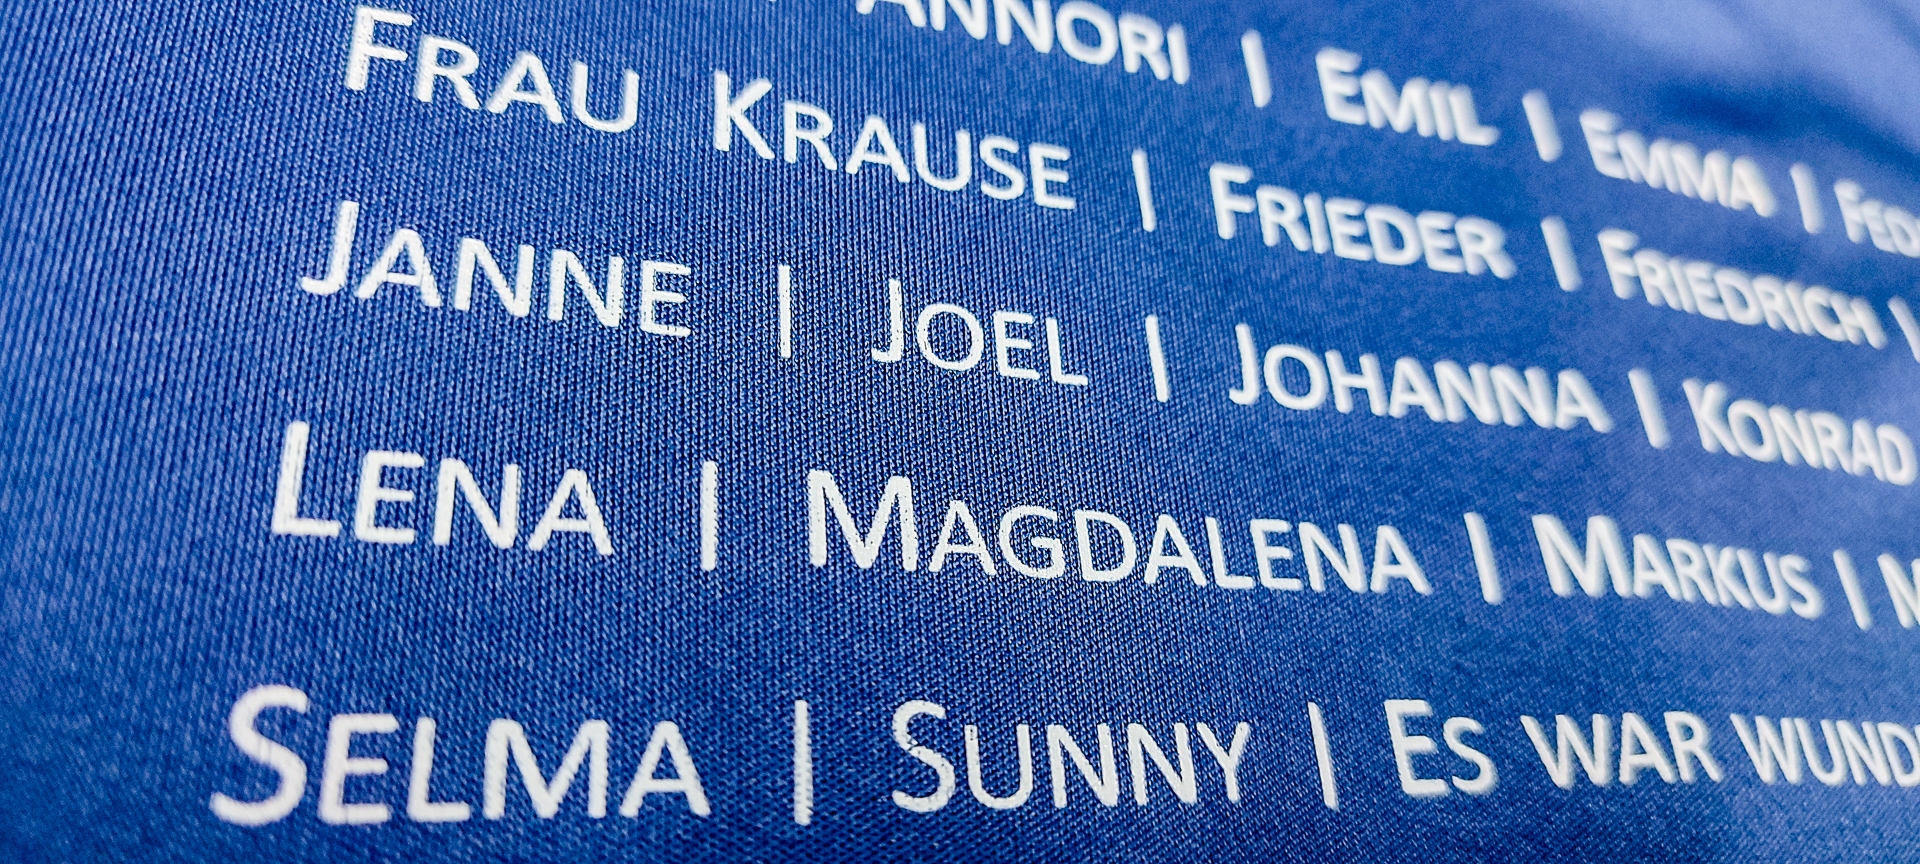 ANNORI | EMIL | EMMA |
FRAU KRAUSE | FRIEDER | FRIEDRICH |
JANNE | JOEL | JOHANNA | KONRAD
LENA | MAGDALENA | MARKUS |
SELMA | SUNNY | ES WAR